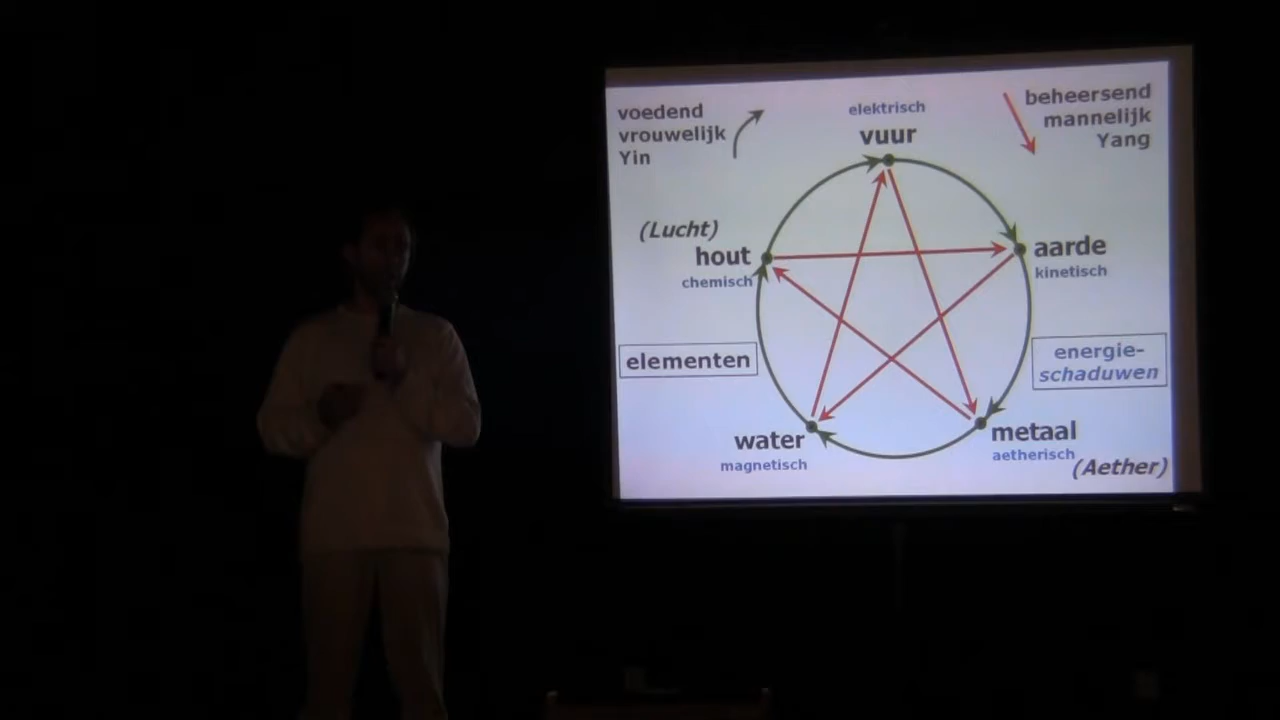 voedend
vrouwelijk
Yin
elektrisch
vuur
beheersend
mannelijk
Yang
(Lucht)
hout
chemisch
aarde
kinetisch
elementen
energie-
schaduwen
water
magnetisch
metaal
aetherisch
(Aether)